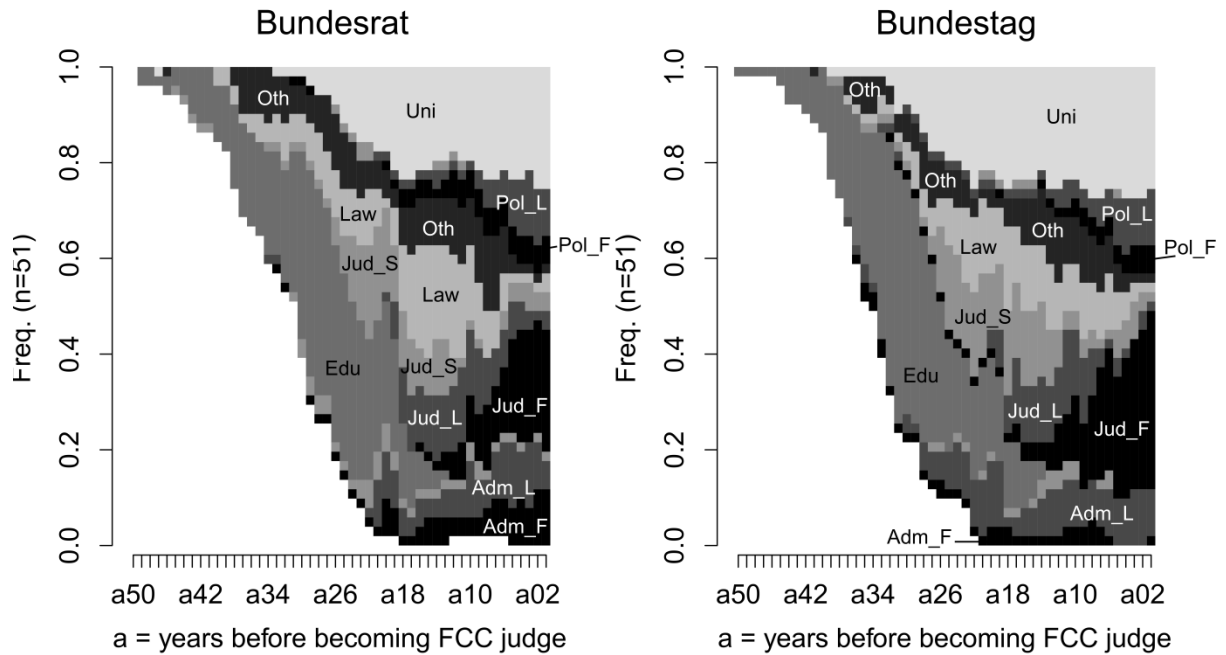 Bundesrat
Freq. (n=51)
1.0
0.8
0.6
0.4
0.2
0.0
Oth
Uni
Law
Jud_S
Edu
Oth
Law
Jud_S
Jud_L
Pol_L
Pol_F
Jud_F
Adm_L
Adm_F
a50 a42 a34 a26 a18 a10 a02
a = years before becoming FCC judge
Bundestag
Freq. (n=51)
1.0
0.8
0.6
0.4
0.2
0.0
Oth
Uni
Oth
Law
Jud_S
Edu
Oth
Pol_L
Pol_F
Jud_L
Jud_F
Adm_L
Adm_F
a50 a42 a34 a26 a18 a10 a02
a = years before becoming FCC judge